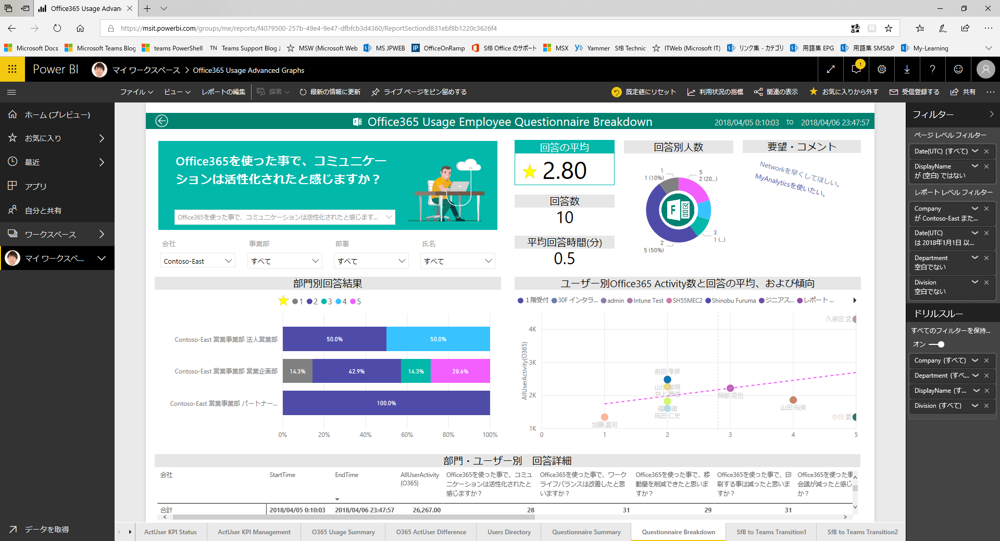 Office365 Usage Advan
https://msit.powerbi.com/groups/me/reports/f4079500-257b-49e4-9e47-dfbfcb3d4360/ReportSectiond831ebf8b1220c3626f4
Microsoft Docs
Microsoft Teams Blog
teams PowerShell
TN Teams Support Blog J
MSW (Microsoft Web
MS JPWEB
IP OfficeOnRamp
SfB Office のサポート
MSX
Yammer
SfB Technic
ITWeb (Microsoft IT)
リンク集 - カテゴリ
用語集 EPG
用語集 SMS&P
My-Learning
Power BI
マイ ワークスペース > Office365 Usage Advanced Graphs
1
ファイル
ビュー
レポートの編集
探索
最新の情報に更新
ライブ ページをピン留めする
既定値にリセット
利用状況の指標
関連の表示
お気に入りから外す
受信登録する
共有
ホーム (プレビュー)
お気に入り
最近
アプリ
自分と共有
ワークスペース
マイ ワークスペ...
データを取得
Office365 Usage Employee Questionnaire Breakdown
2018/04/05 0:10:03 to 2018/04/06 23:47:57
Office365を使った事で、コミュニケー
ションは活性化されたと感じますか？
Office365を使った事で、コミュニケーションは活性化されたと感じます...
会社
事業部
部署
氏名
Contoso-East
すべて
すべて
すべて
回答の平均
2.80
回答数
10
平均回答時間(分)
0.5
回答別人数
1
1 (10%)
5
2 (20...)
3
1 (...)
2
5 (50%)
F
要望・コメント
Networkを早くしてほしい。
MyAnalyticsを使いたい。
部門別回答結果
1 2 3 4 5
Contoso-East 営業事業部 法人営業部
50.0%
50.0%
Contoso-East 営業事業部 営業企画部
14.3%
42.9%
14.3%
28.6%
Contoso-East 営業事業部 パートナー...
100.0%
0% 20% 40% 60% 80% 100%
ユーザー別Office365 Activity数と回答の平均、および傾向
1階受付
30F インタラ...
admin
Intune Test
SH55MEC2
Shinobu Furuma
ジニアス...
レポート ...
AllUserActivity(O365)
4K
3K
2K
1K
0 1 2 3 4 5
久保田 武
前田 孝彦
井上 勝俊
岡田 仁史
阿部 克也
山田 裕美
小川 愛
加藤 昌司
部門・ユーザー別 回答詳細
会社
StartTime
EndTime
AllUserActivity
(O365)
Office365を使った事で、コミュ
ニケーションは活性化されたと
感じますか？
Office365を使った事で、ワーク
ライフバランスは改善したと思
いますか？
Office365を使った事で、移
動量を削減できたと思いま
すか？
Office365を使った事で、印
刷する事は減ったと思いま
すか？
Office365を使った事
会議が減ったと感じ
か？
合計
2018/04/05 0:10:03
2018/04/06 23:47:57
26,267.00
28
31
29
31
ActUser KPI Status
ActUser KPI Management
O365 Usage Summary
O365 ActUser Difference
Users Directory
Questionnaire Summary
Questionnaire Breakdown
SfB to Teams Transition1
SfB to Teams Transition2
フィルター
ページ レベル フィルター
Date(UTC) (すべて)
DisplayName
が (空白) ではない
レポート レベル フィルター
Company
が Contoso-East また...
Date(UTC)
は 2018年1月1日 以...
Department
空白でない
Division
空白でない
ドリルスルー
すべてのフィルターを保持...
オン
Company (すべて)
Department (すべ...
DisplayName (す...
Division (すべて)